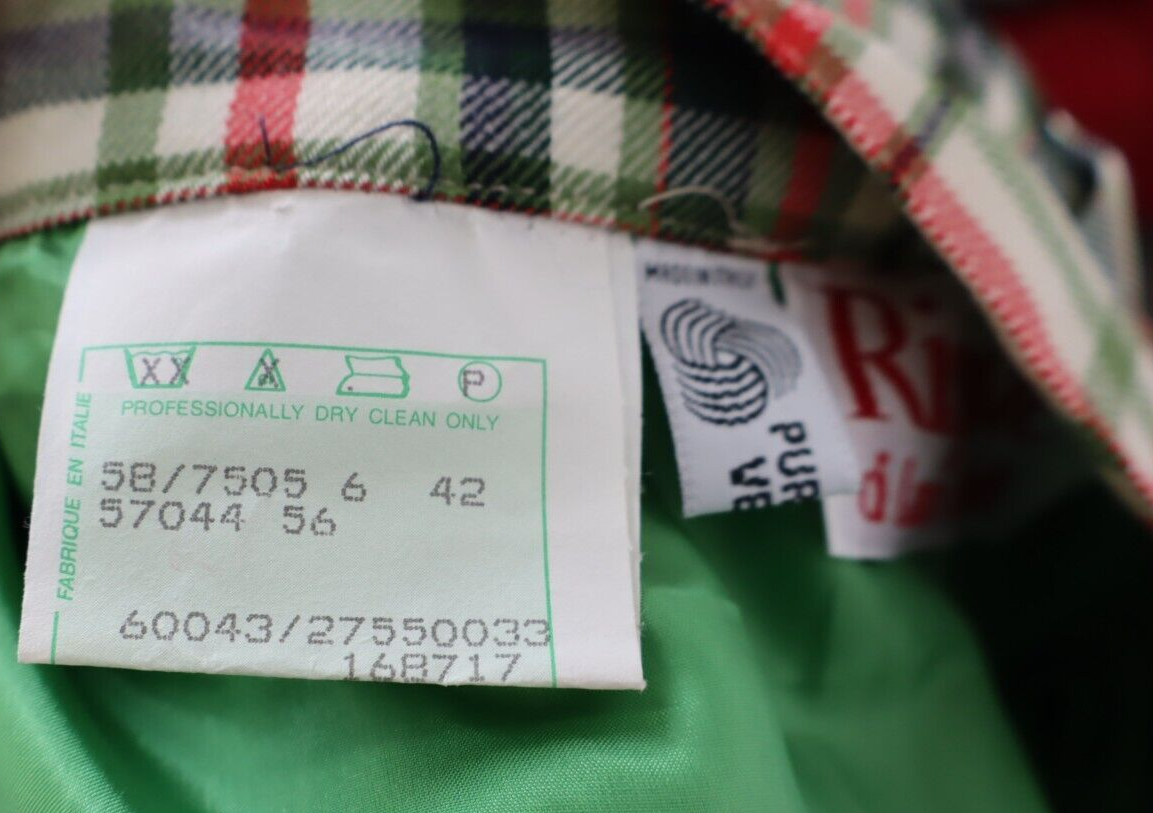 XX X P
PROFESSIONALLY DRY CLEAN ONLY
FABRIQUE EN ITALIE
58/7505 6 42
57044 56
60043/27550033
168717
MADE IN ITALY
PUR